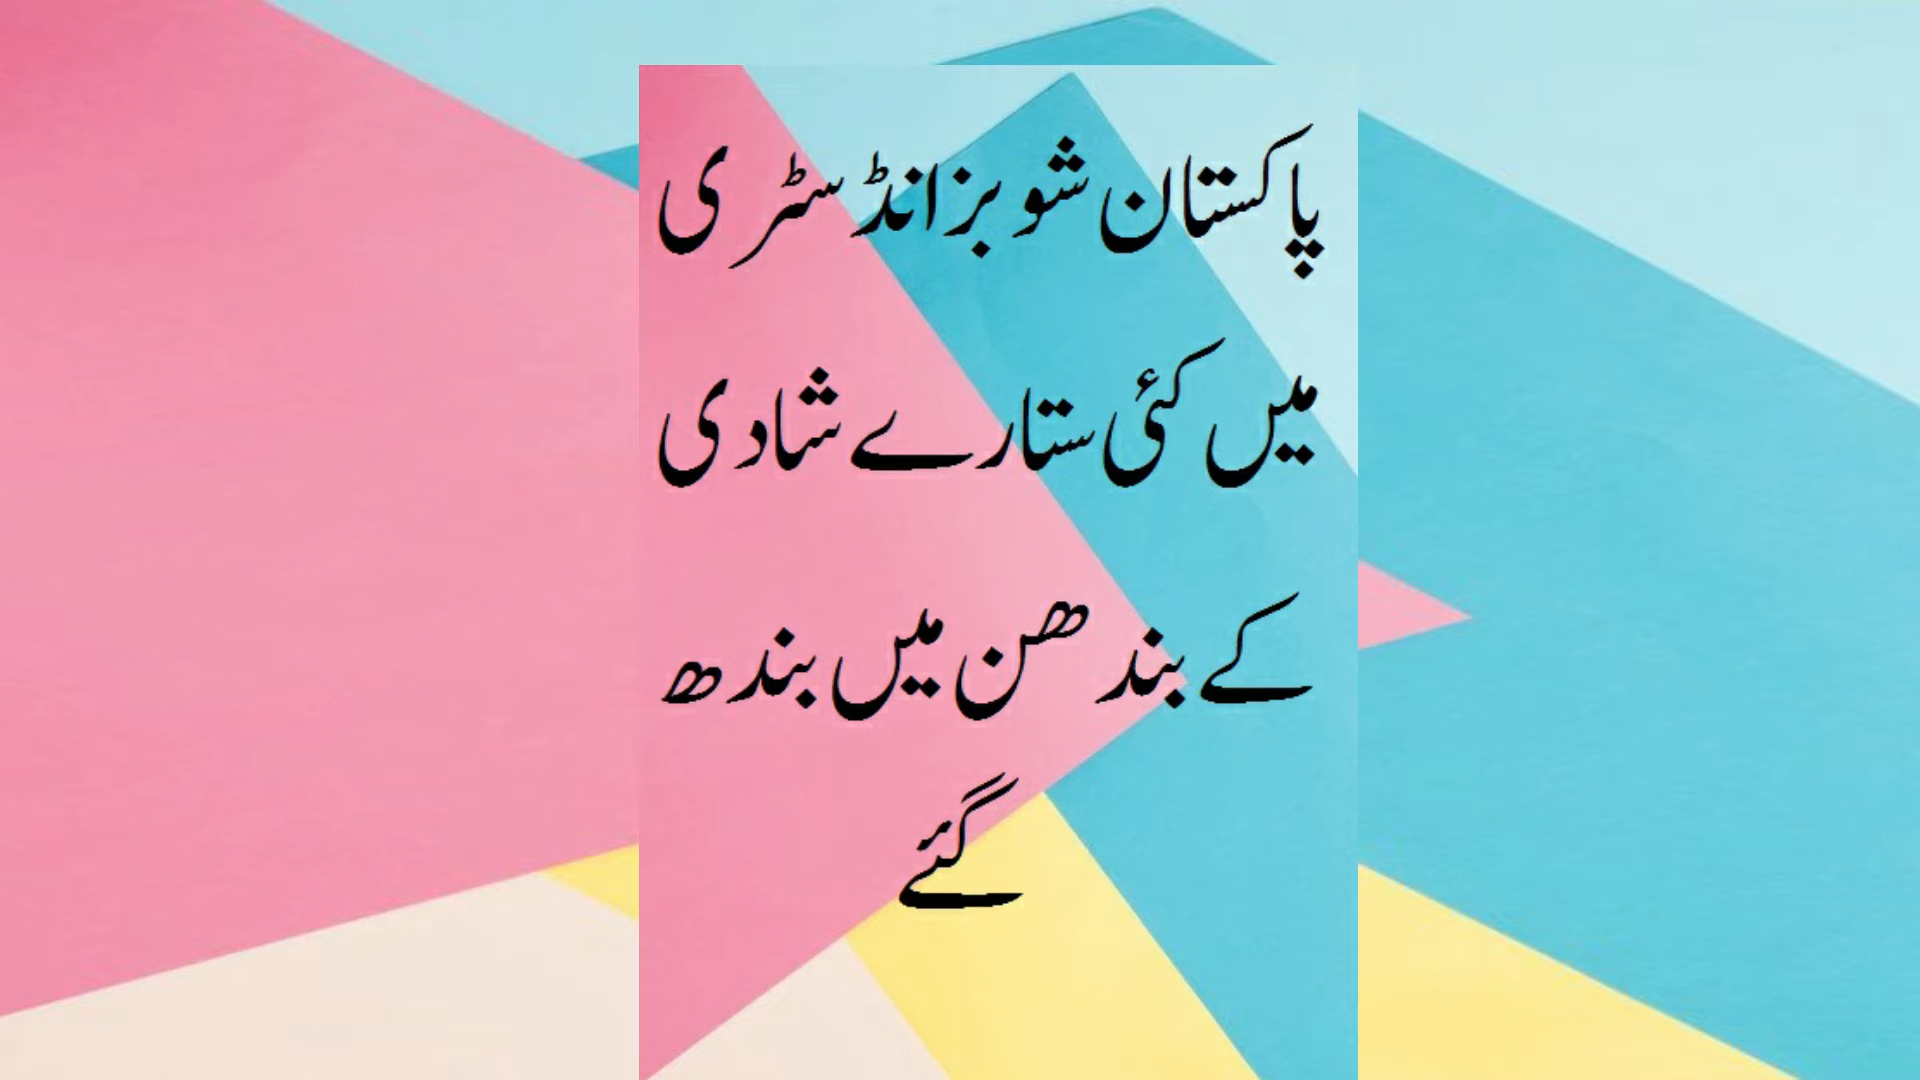 پاکستان شوبز انڈسٹری
میں کئی ستارے شادی
کے بندھن میں بندھ
گئے